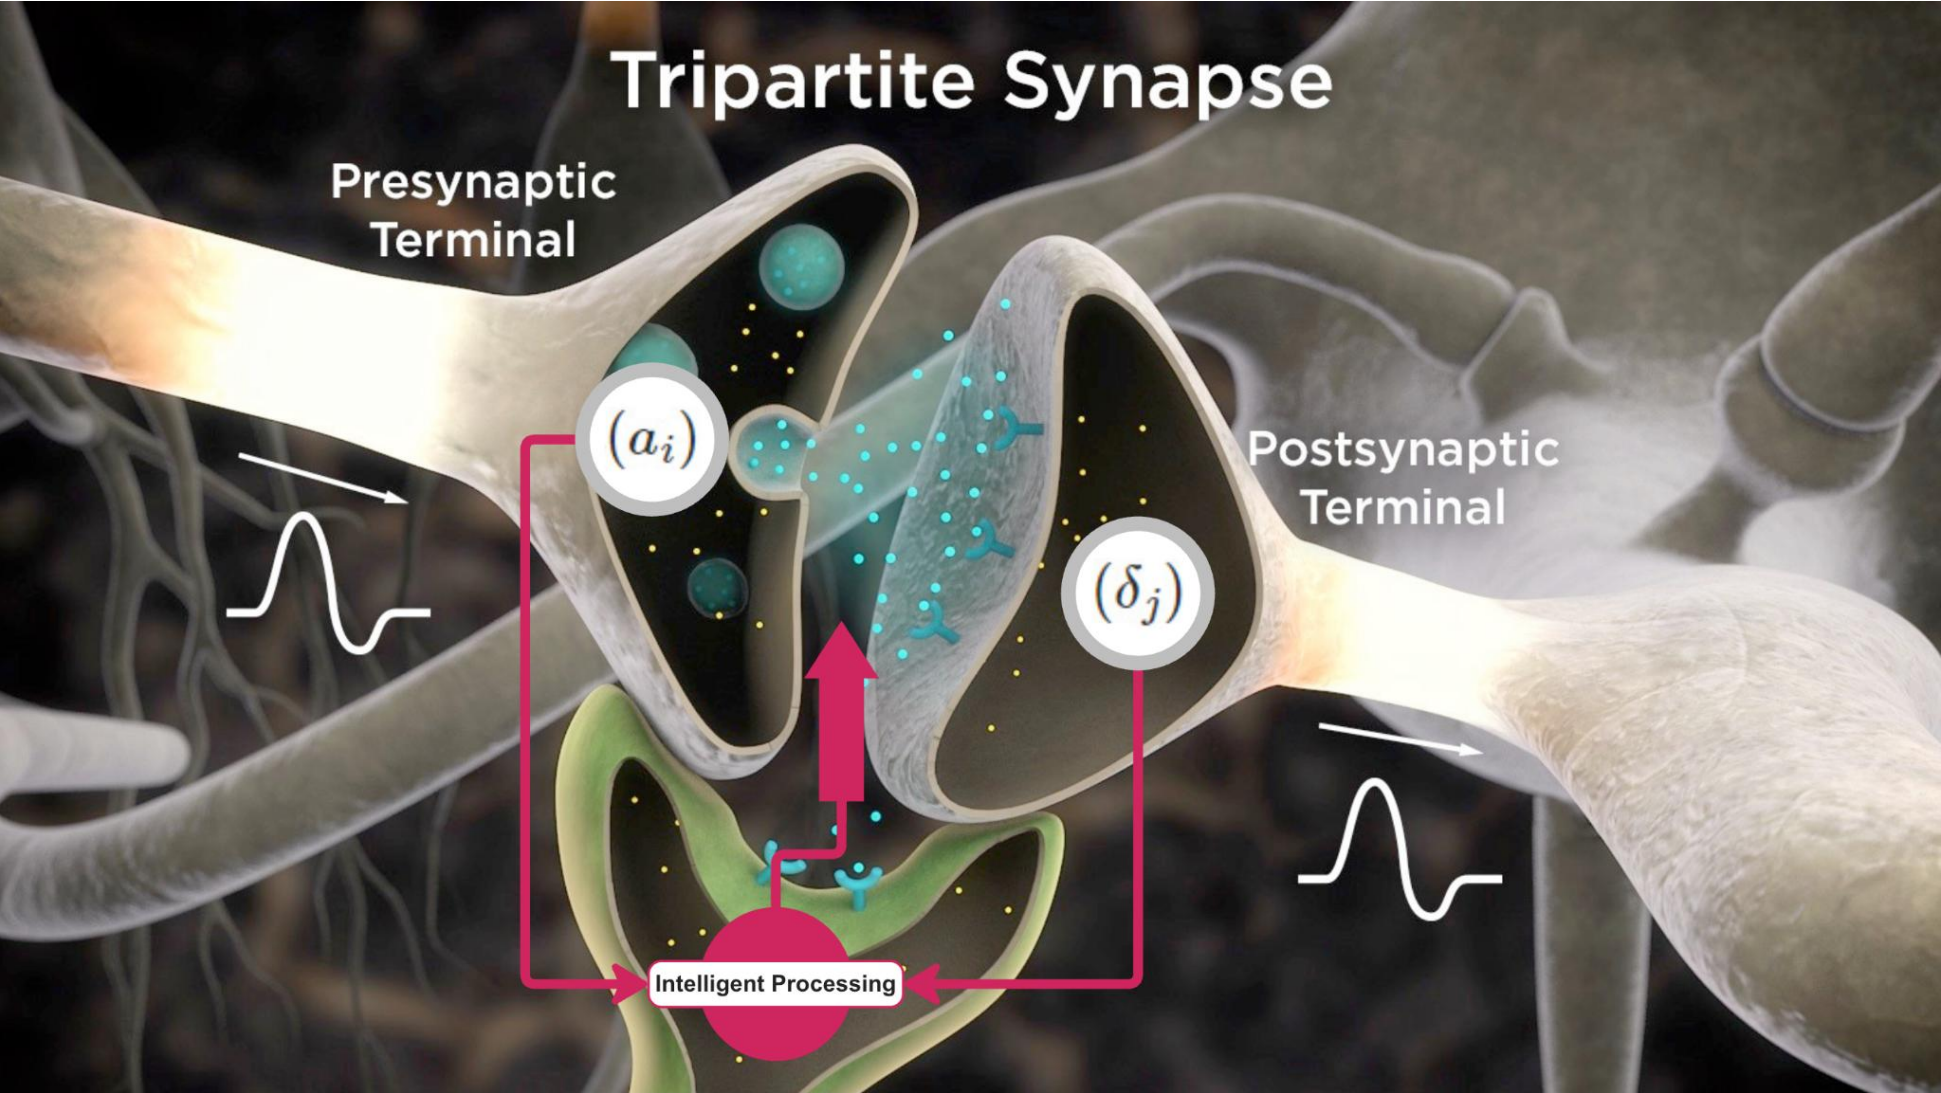 Tripartite Synapse
Presynaptic
Terminal
(a_i)
Postsynaptic
Terminal
(δ_j)
Intelligent Processing